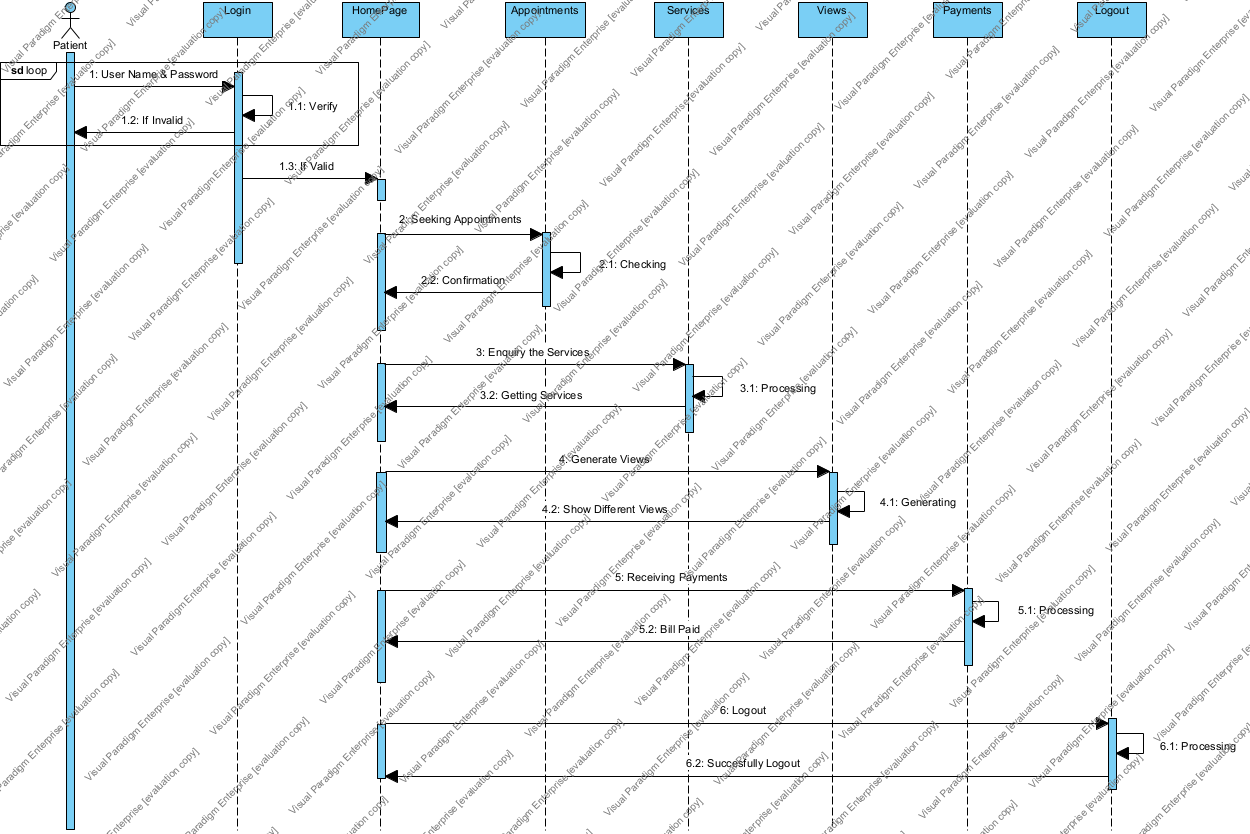 Login
HomePage
Appointments
Services
Views
Payments
Logout
Patient
sd loop
1: User Name & Password
1.1: Verify
1.2: If Invalid
1.3: If Valid
2: Seeking Appointments
2.1: Checking
2.2: Confirmation
3: Enquiry the Services
3.1: Processing
3.2: Getting Services
4: Generate Views
4.1: Generating
4.2: Show Different Views
5: Receiving Payments
5.1: Processing
5.2: Bill Paid
6: Logout
6.1: Processing
6.2: Succesfully Logout
Visual Paradigm Enterprise [evaluation copy]